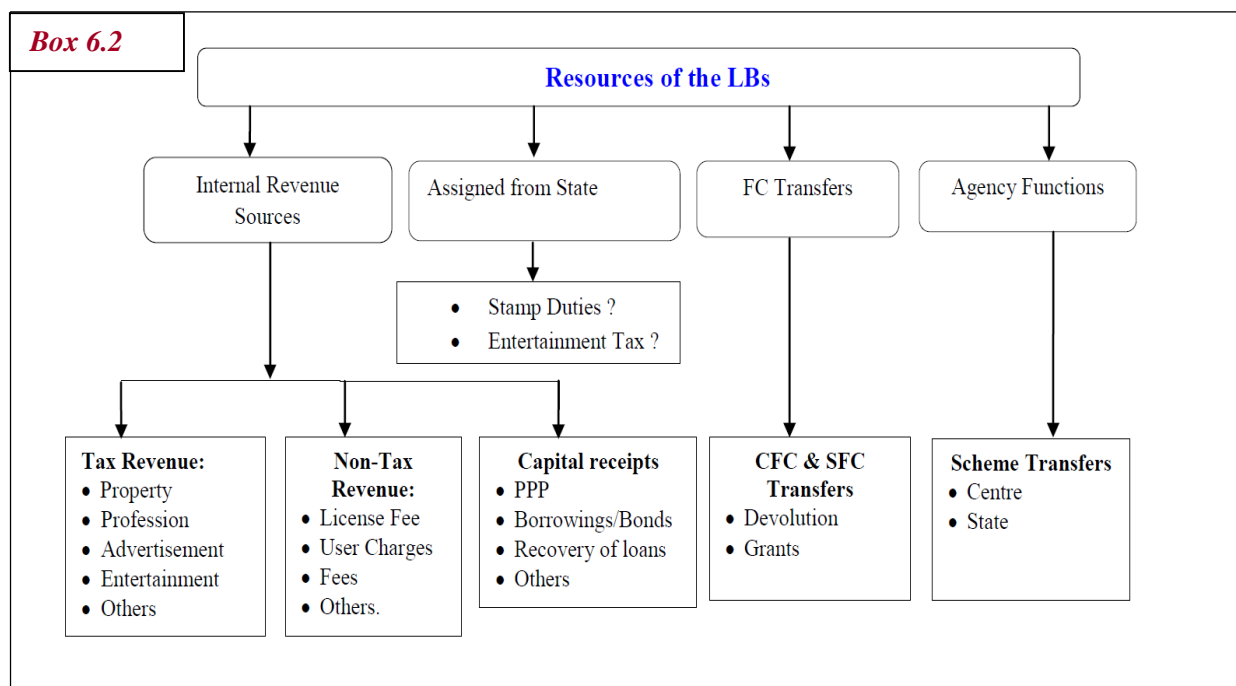 Box 6.2
Resources of the LBs
Internal Revenue
Sources
Assigned from State
FC Transfers
Agency Functions
• Stamp Duties ?
• Entertainment Tax ?
Tax Revenue:
• Property
• Profession
• Advertisement
• Entertainment
• Others
Non-Tax
Revenue:
• License Fee
• User Charges
• Fees
• Others.
Capital receipts
• PPP
• Borrowings/Bonds
• Recovery of loans
• Others
CFC & SFC
Transfers
• Devolution
• Grants
Scheme Transfers
• Centre
• State